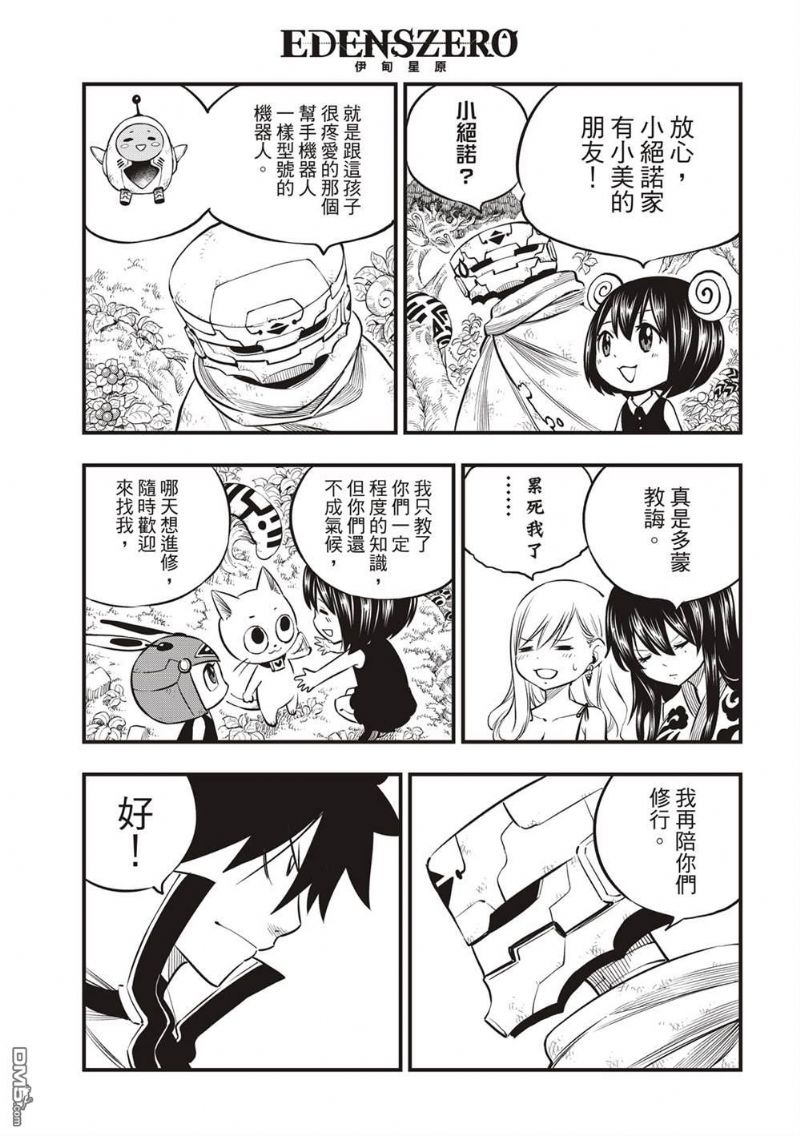 EDENSZERO
伊甸星原
放心，
小絕諾家
有小美的
朋友！
小絕諾？
就是跟這孩子
很疼愛的那個
幫手機器人
一樣型號的
機器人。
真是多蒙
教誨。
累死我了
……
我只教了
你們一定
程度的知識，
但你們還
不成氣候，
哪天想進修，
隨時歡迎
來找我，
我再陪你們
修行。
好！
DM5.com